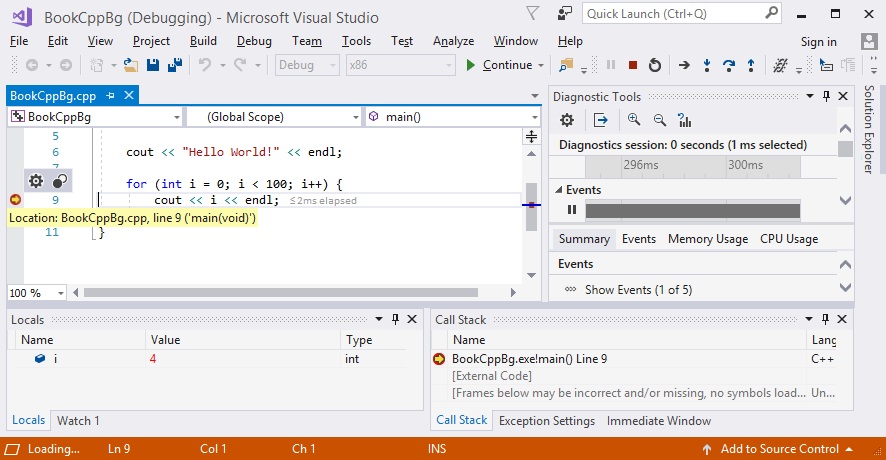 BookCppBg (Debugging) - Microsoft Visual Studio
Quick Launch (Ctrl+Q)
File Edit View Project Build Debug Team Tools Test Analyze Window Help
Sign in
Debug x86 Continue
BookCppBg.cpp
BookCppBg (Global Scope) main()
5
6 cout << "Hello World!" << endl;
for (int i = 0; i < 100; i++) {
9 cout << i << endl; ≤2ms elapsed
Location: BookCppBg.cpp, line 9 ('main(void)')
11 }
100 %
Diagnostic Tools
Diagnostics session: 0 seconds (1 ms selected)
296ms 300ms
Events
Summary Events Memory Usage CPU Usage
Events
Show Events (1 of 5)
Solution Explorer
Locals
Name Value Type
i 4 int
Locals Watch 1
Call Stack
Name Lang
BookCppBg.exe!main() Line 9 C++
[External Code]
[Frames below may be incorrect and/or missing, no symbols load... Un...
Call Stack Exception Settings Immediate Window
Loading... Ln 9 Col 1 Ch 1 INS Add to Source Control